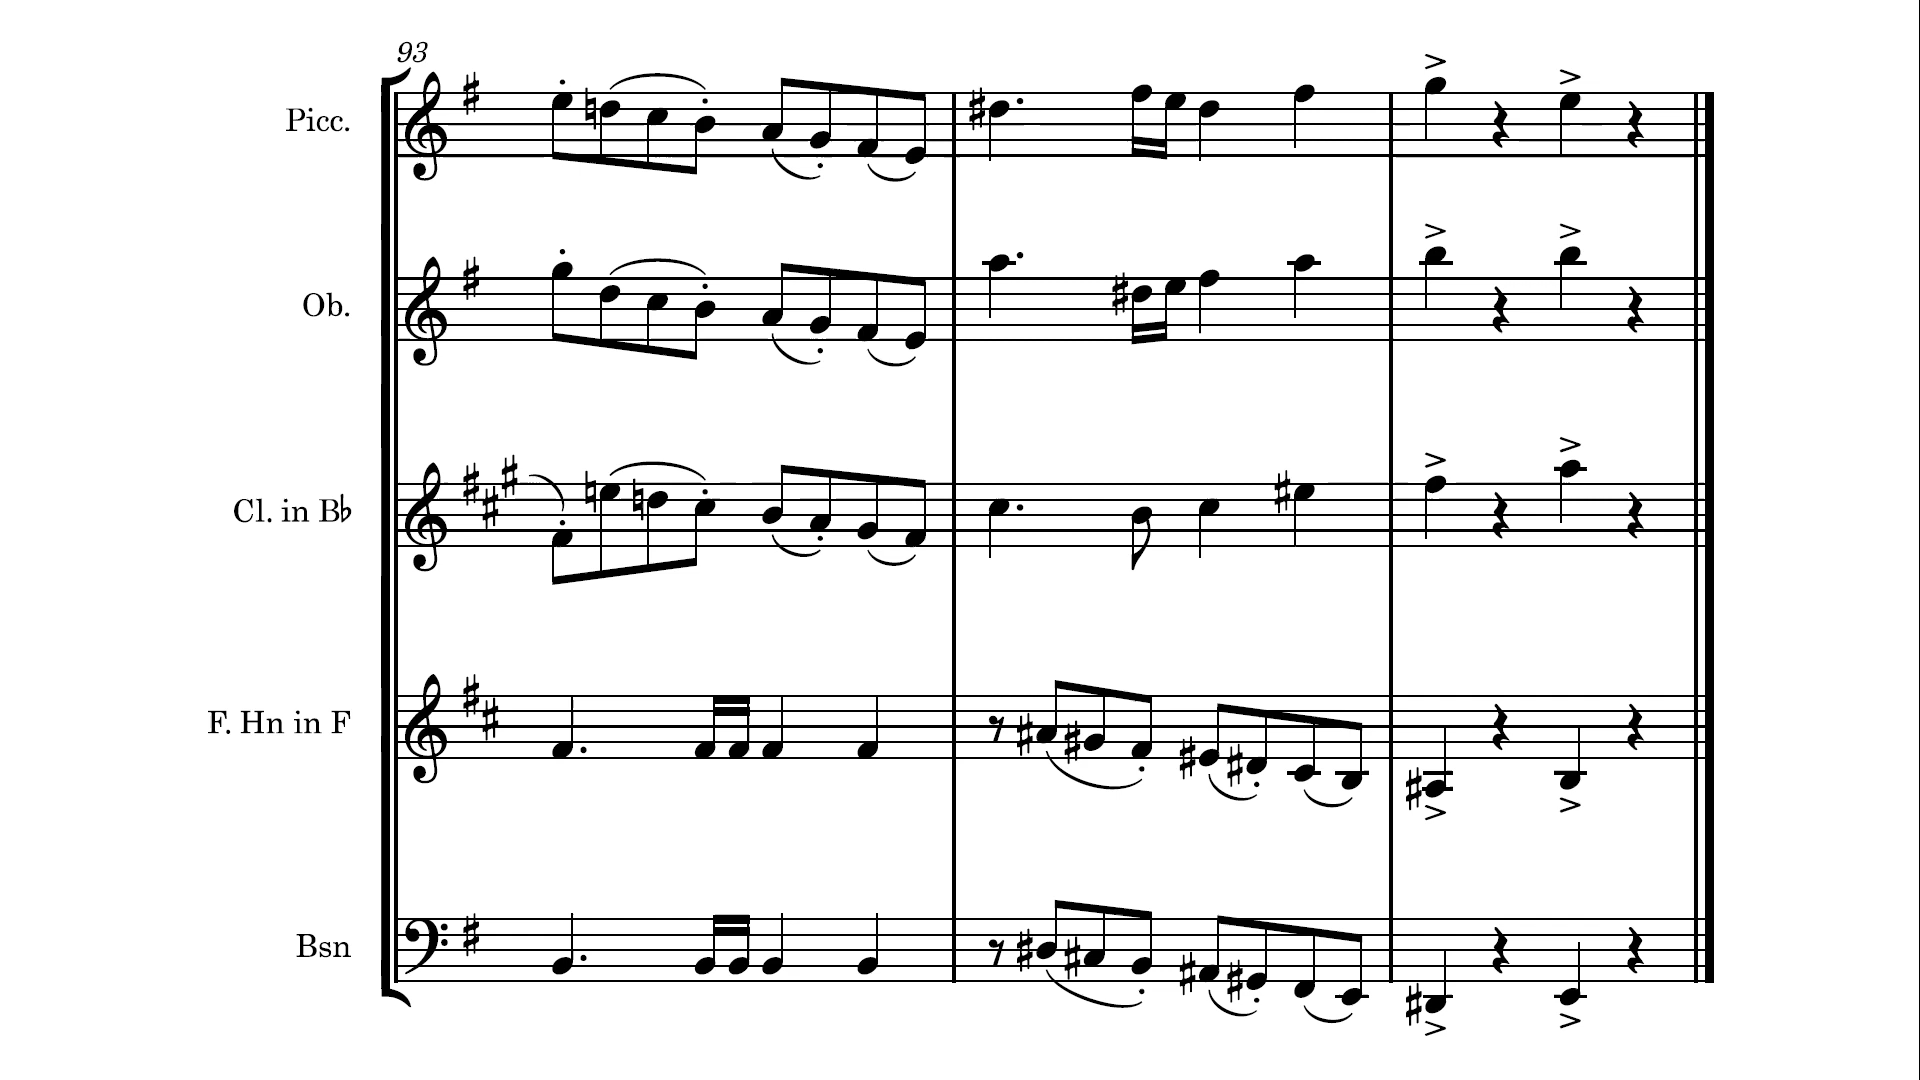 93
Picc.
Ob.
Cl. in B♭
F. Hn in F
Bsn